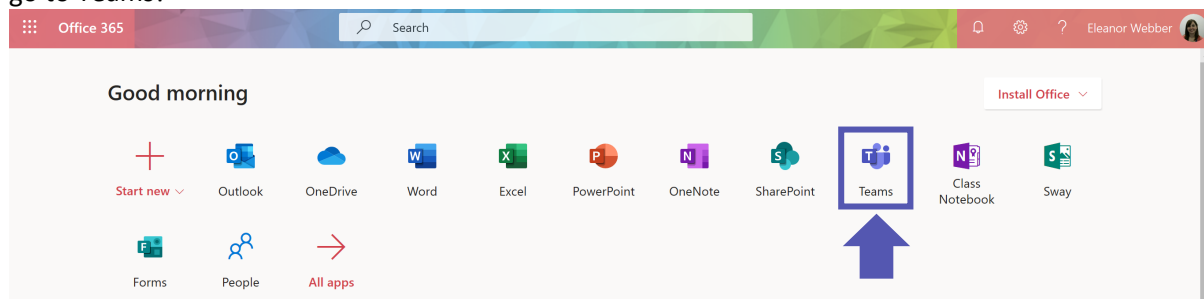 go to Teams.
Office 365 Search Eleanor Webber
Good morning
Install Office
Start new Outlook OneDrive Word Excel PowerPoint OneNote SharePoint Teams Class Notebook Sway
Forms People All apps